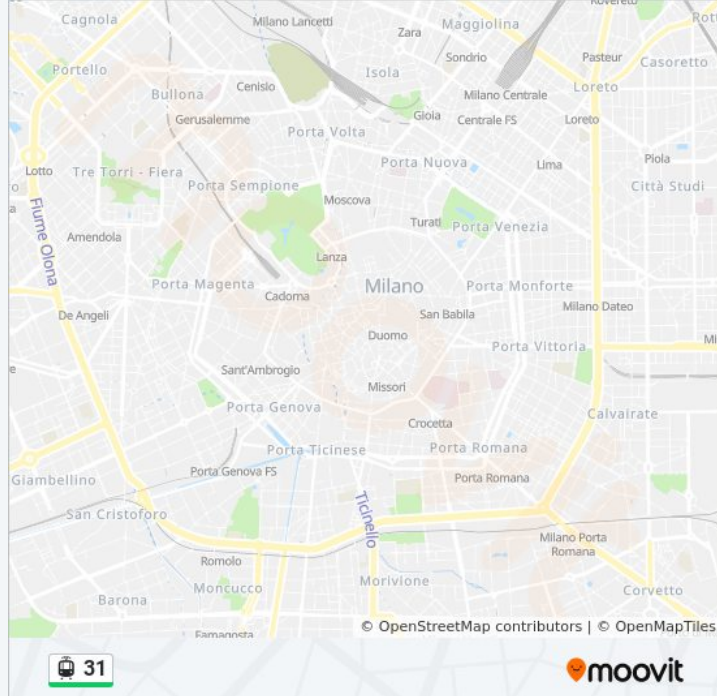 Rovereto
Cagnola
Milano Lancetti
Maggiolina
Rott
Zara
Sondrio
Pasteur
Casoretto
Portello
Isola
Bullona
Cenisio
Milano Centrale
Loreto
Gerusalemme
Gioia
Centrale FS
Loreto
Porta Volta
Lotto
Tre Torri - Fiera
Porta Nuova
Lima
Piola
Porta Sempione
Città Studi
Moscova
Fiume Olona
Turati
Porta Venezia
Amendola
Lanza
Porta Magenta
Milano
Porta Monforte
Cadorna
De Angeli
San Babila
Milano Dateo
Duomo
Porta Vittoria
Mi
Sant'Ambrogio
Missori
Porta Genova
Crocetta
Calvairate
Porta Ticinese
Porta Romana
Giambellino
Porta Genova FS
Porta Romana
San Cristoforo
Ticinello
Milano Porta
Romana
Romolo
Moncucco
Morivione
Corvetto
Barona
Famagosta
© OpenStreetMap contributors | © OpenMapTiles
31
moovit